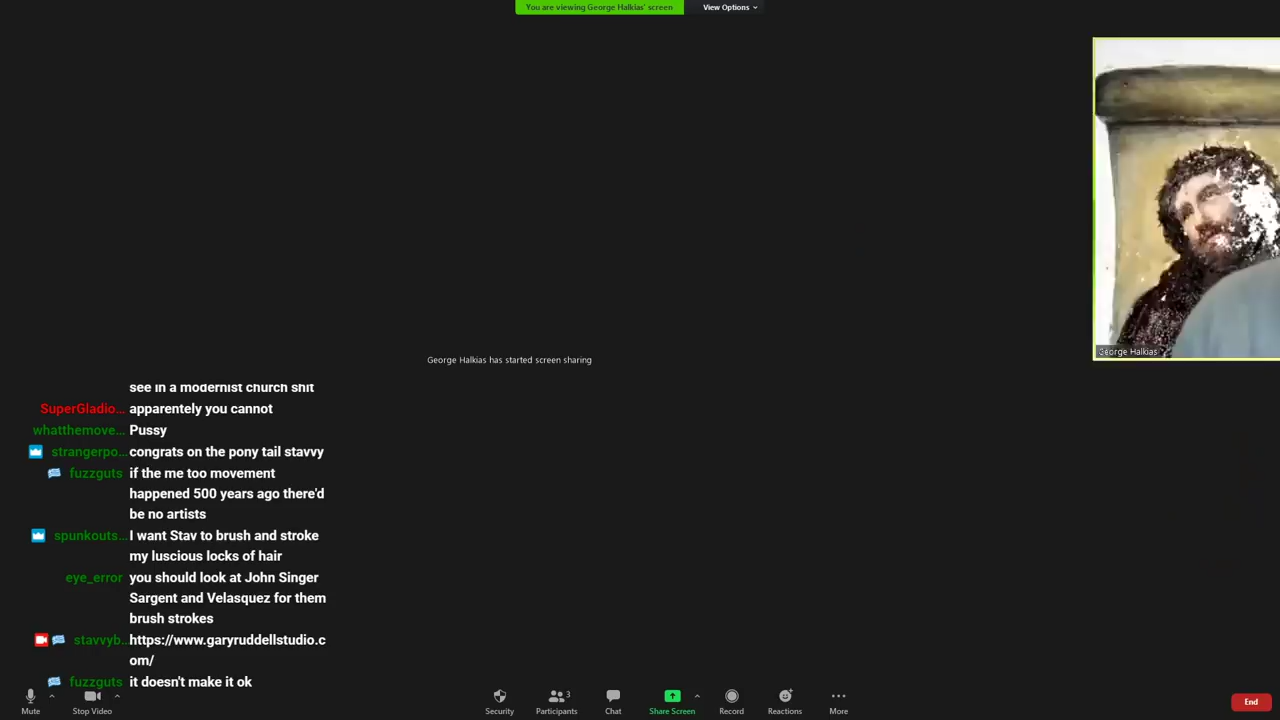 You are viewing George Halkias' screen
View Options
George Halkias
George Halkias has started screen sharing
see in a modernist church shit
SuperGladio... apparentely you cannot
whatthemove... Pussy
strangerpo... congrats on the pony tail stavvy
fuzzguts if the me too movement
happened 500 years ago there'd
be no artists
spunkouts... I want Stav to brush and stroke
my luscious locks of hair
eye_error you should look at John Singer
Sargent and Velasquez for them
brush strokes
stavvyb... https://www.garyruddellstudio.c
om/
fuzzguts it doesn't make it ok
Mute
Stop Video
Security
3
Participants
Chat
Share Screen
Record
Reactions
More
End